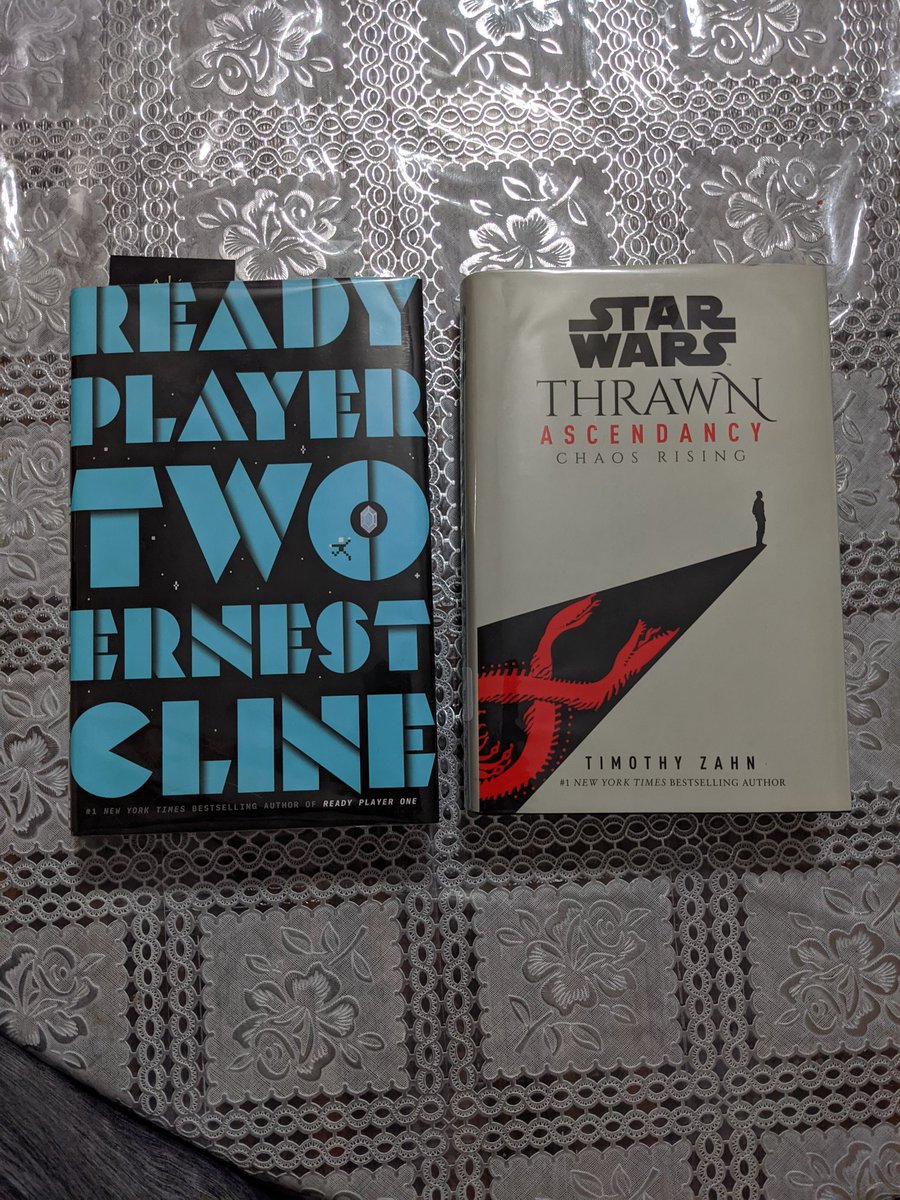 READY
PLAYER
TWO
ERNEST
CLINE
#1 NEW YORK TIMES BESTSELLING AUTHOR OF READY PLAYER ONE
STAR
WARS
THRAWN
ASCENDANCY
CHAOS RISING
TIMOTHY ZAHN
#1 NEW YORK TIMES BESTSELLING AUTHOR